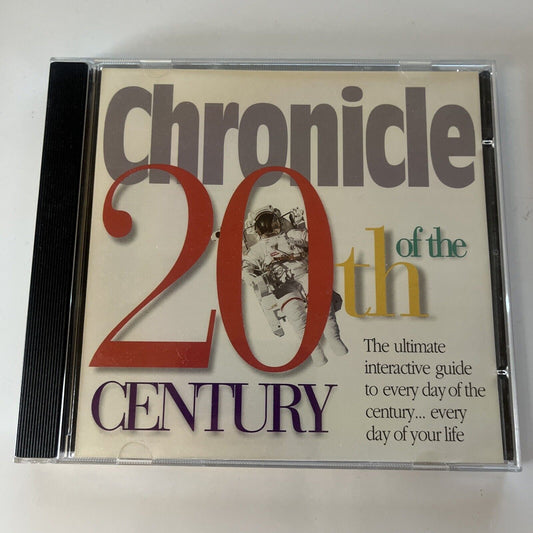 Chronicle
of the
20th
CENTURY
The ultimate
interactive guide
to every day of the
century... every
day of your life